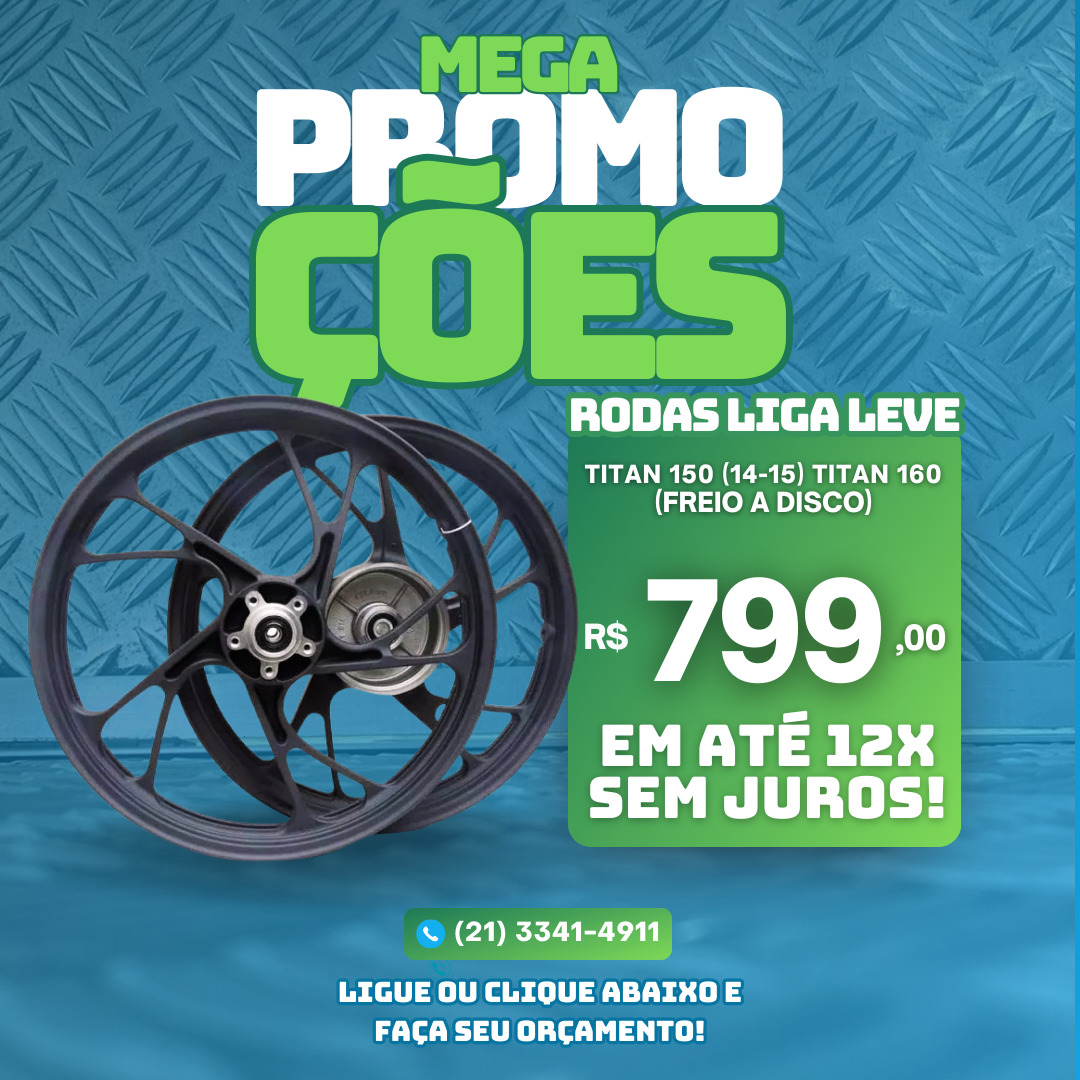 MEGA
PROMO
ÇÕES
RODAS LIGA LEVE
TITAN 150 (14-15) TITAN 160
(FREIO A DISCO)
R$ 799,00
EM ATÉ 12X
SEM JUROS!
(21) 3341-4911
LIGUE OU CLIQUE ABAIXO E
FAÇA SEU ORÇAMENTO!